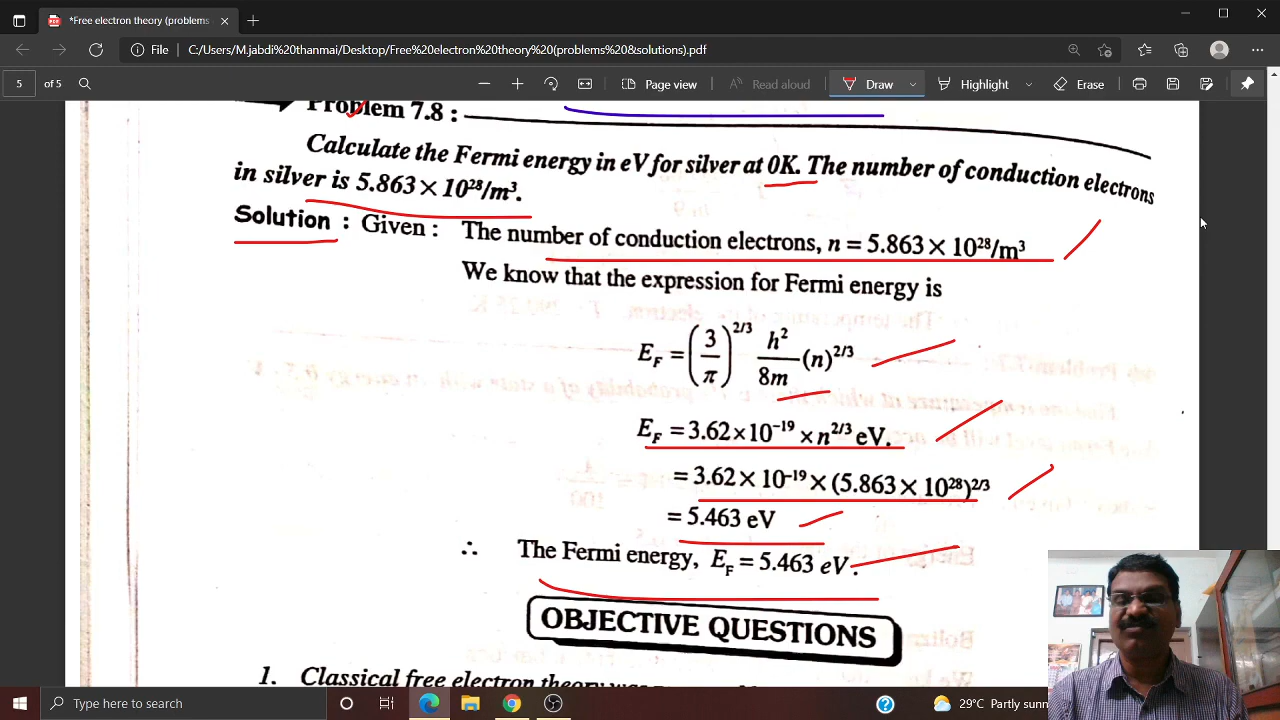 *Free electron theory (problems
File
C:/Users/M.jabdi%20thanmai/Desktop/Free%20electron%20theory%20(problems%20&solutions).pdf
5 of 5
Page view
Read aloud
Draw
Highlight
Erase
Problem 7.8 :
Calculate the Fermi energy in eV for silver at 0K. The number of conduction electrons
in silver is 5.863 × 10²⁸/m³.
Solution : Given : The number of conduction electrons, n = 5.863 × 10²⁸/m³
We know that the expression for Fermi energy is
E_F = (3/π)^2/3 h²/8m (n)^2/3
E_F = 3.62×10⁻¹⁹ × n^2/3 eV.
= 3.62 × 10⁻¹⁹ × (5.863 × 10²⁸)^2/3
= 5.463 eV
∴ The Fermi energy, E_F = 5.463 eV.
OBJECTIVE QUESTIONS
1. Classical free electron theory was
Type here to search
29°C Partly sunn